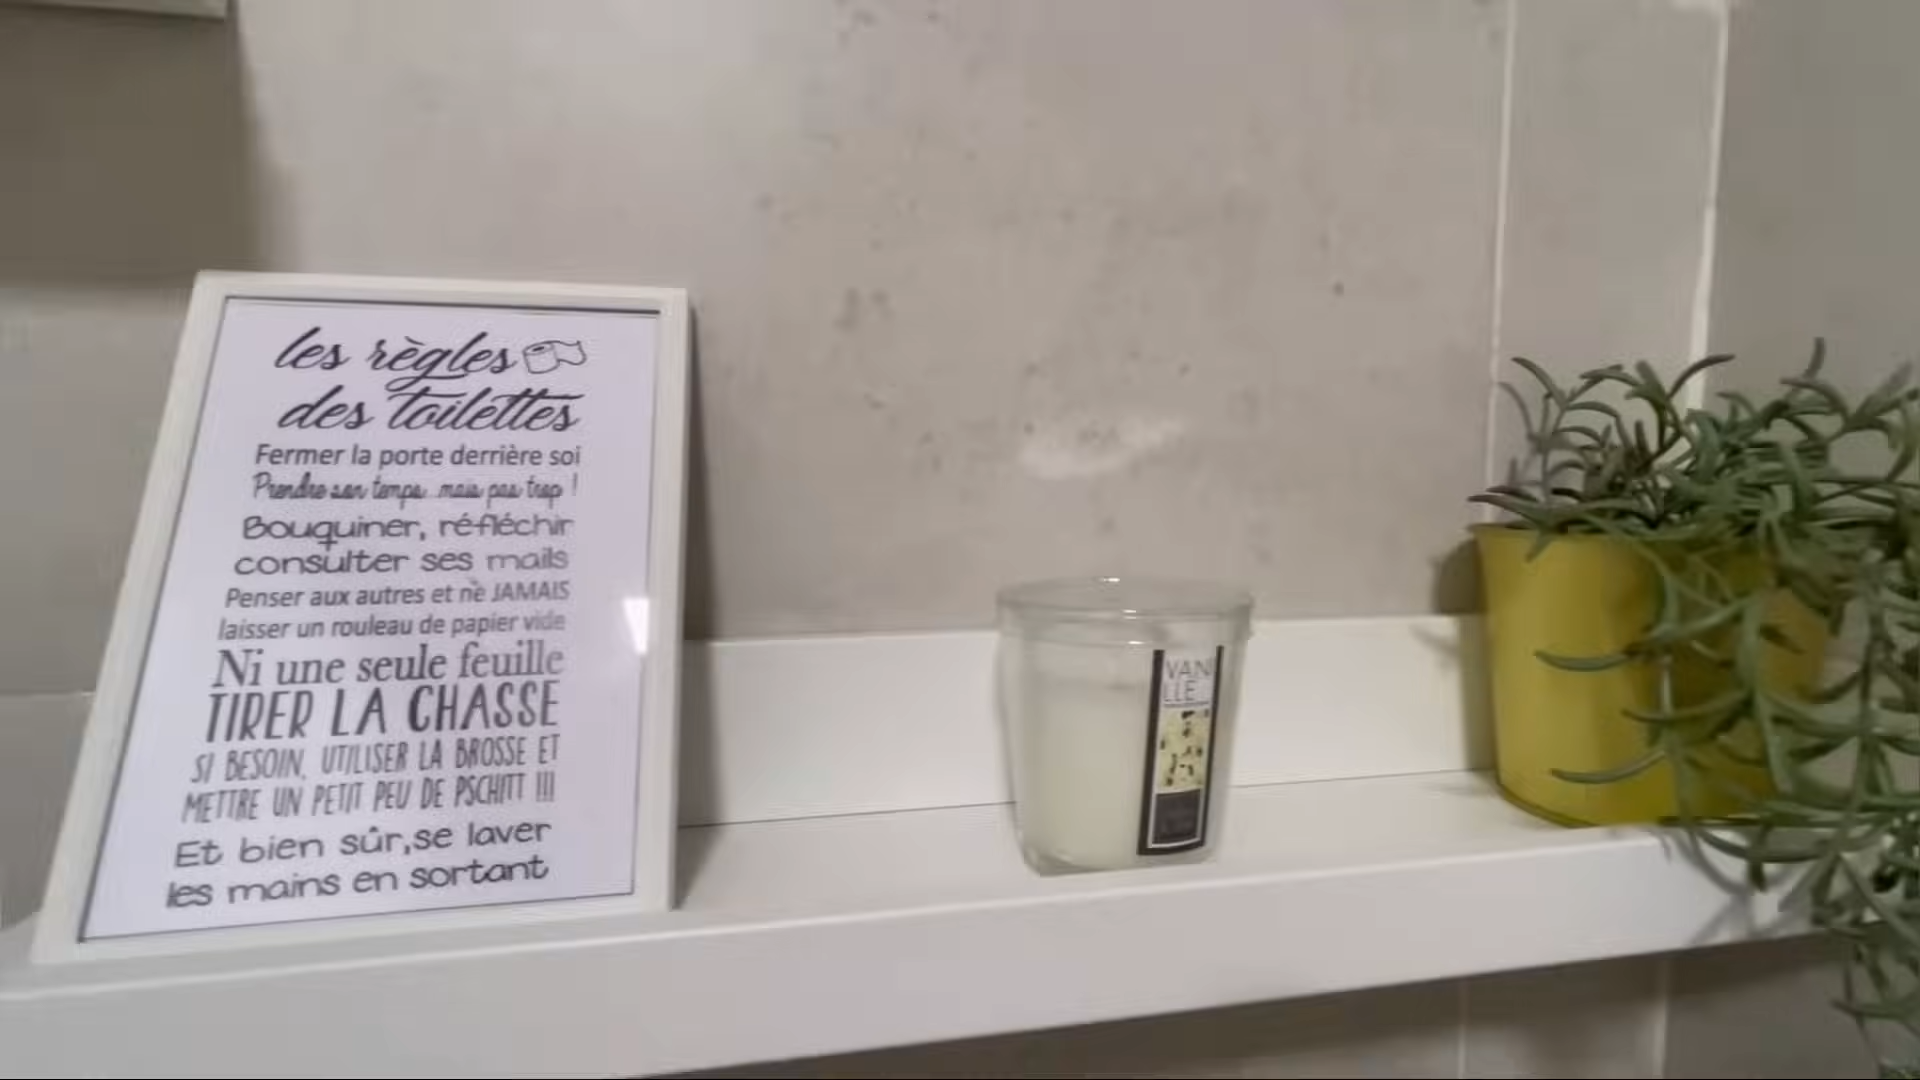 les règles
des toilettes
Fermer la porte derrière soi
Prendre son temps...mais pas trop !
Bouquiner, réfléchir
consulter ses mails
Penser aux autres et ne JAMAIS
laisser un rouleau de papier vide
Ni une seule feuille
TIRER LA CHASSE
SI BESOIN, UTILISER LA BROSSE ET
METTRE UN PETIT PEU DE PSCHITT !!!
Et bien sûr,se laver
les mains en sortant
VANI
LLE